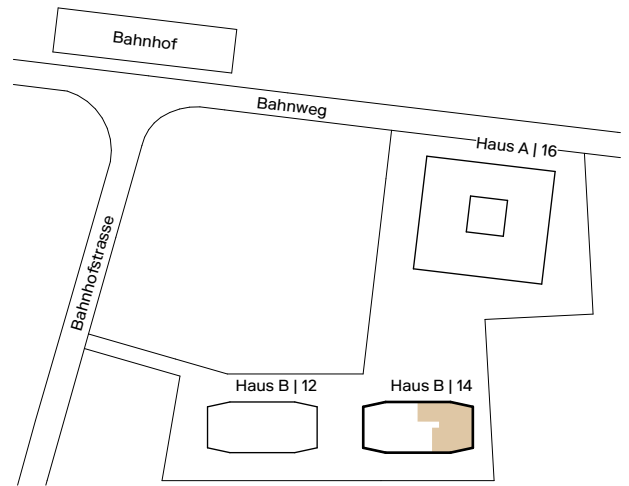 Bahnhof
Bahnweg
Haus A | 16
Bahnhofstrasse
Haus B | 12
Haus B | 14